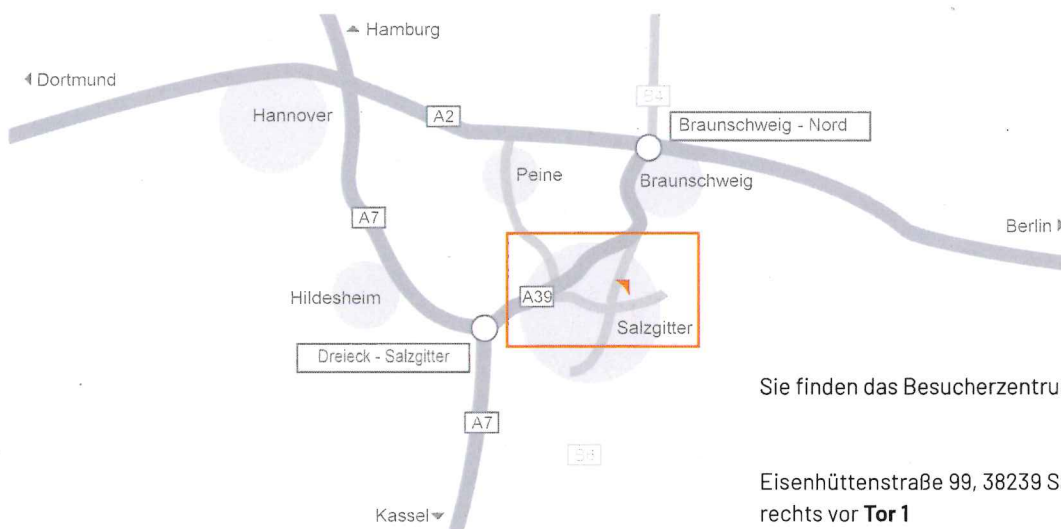 Hamburg
Dortmund
Hannover
A2
B4
Braunschweig - Nord
Peine
Braunschweig
A7
Berlin
Hildesheim
A39
Salzgitter
Dreieck - Salzgitter
Sie finden das Besucherzentru
A7
B6
Eisenhüttenstraße 99, 38239 S
rechts vor Tor 1
Kassel